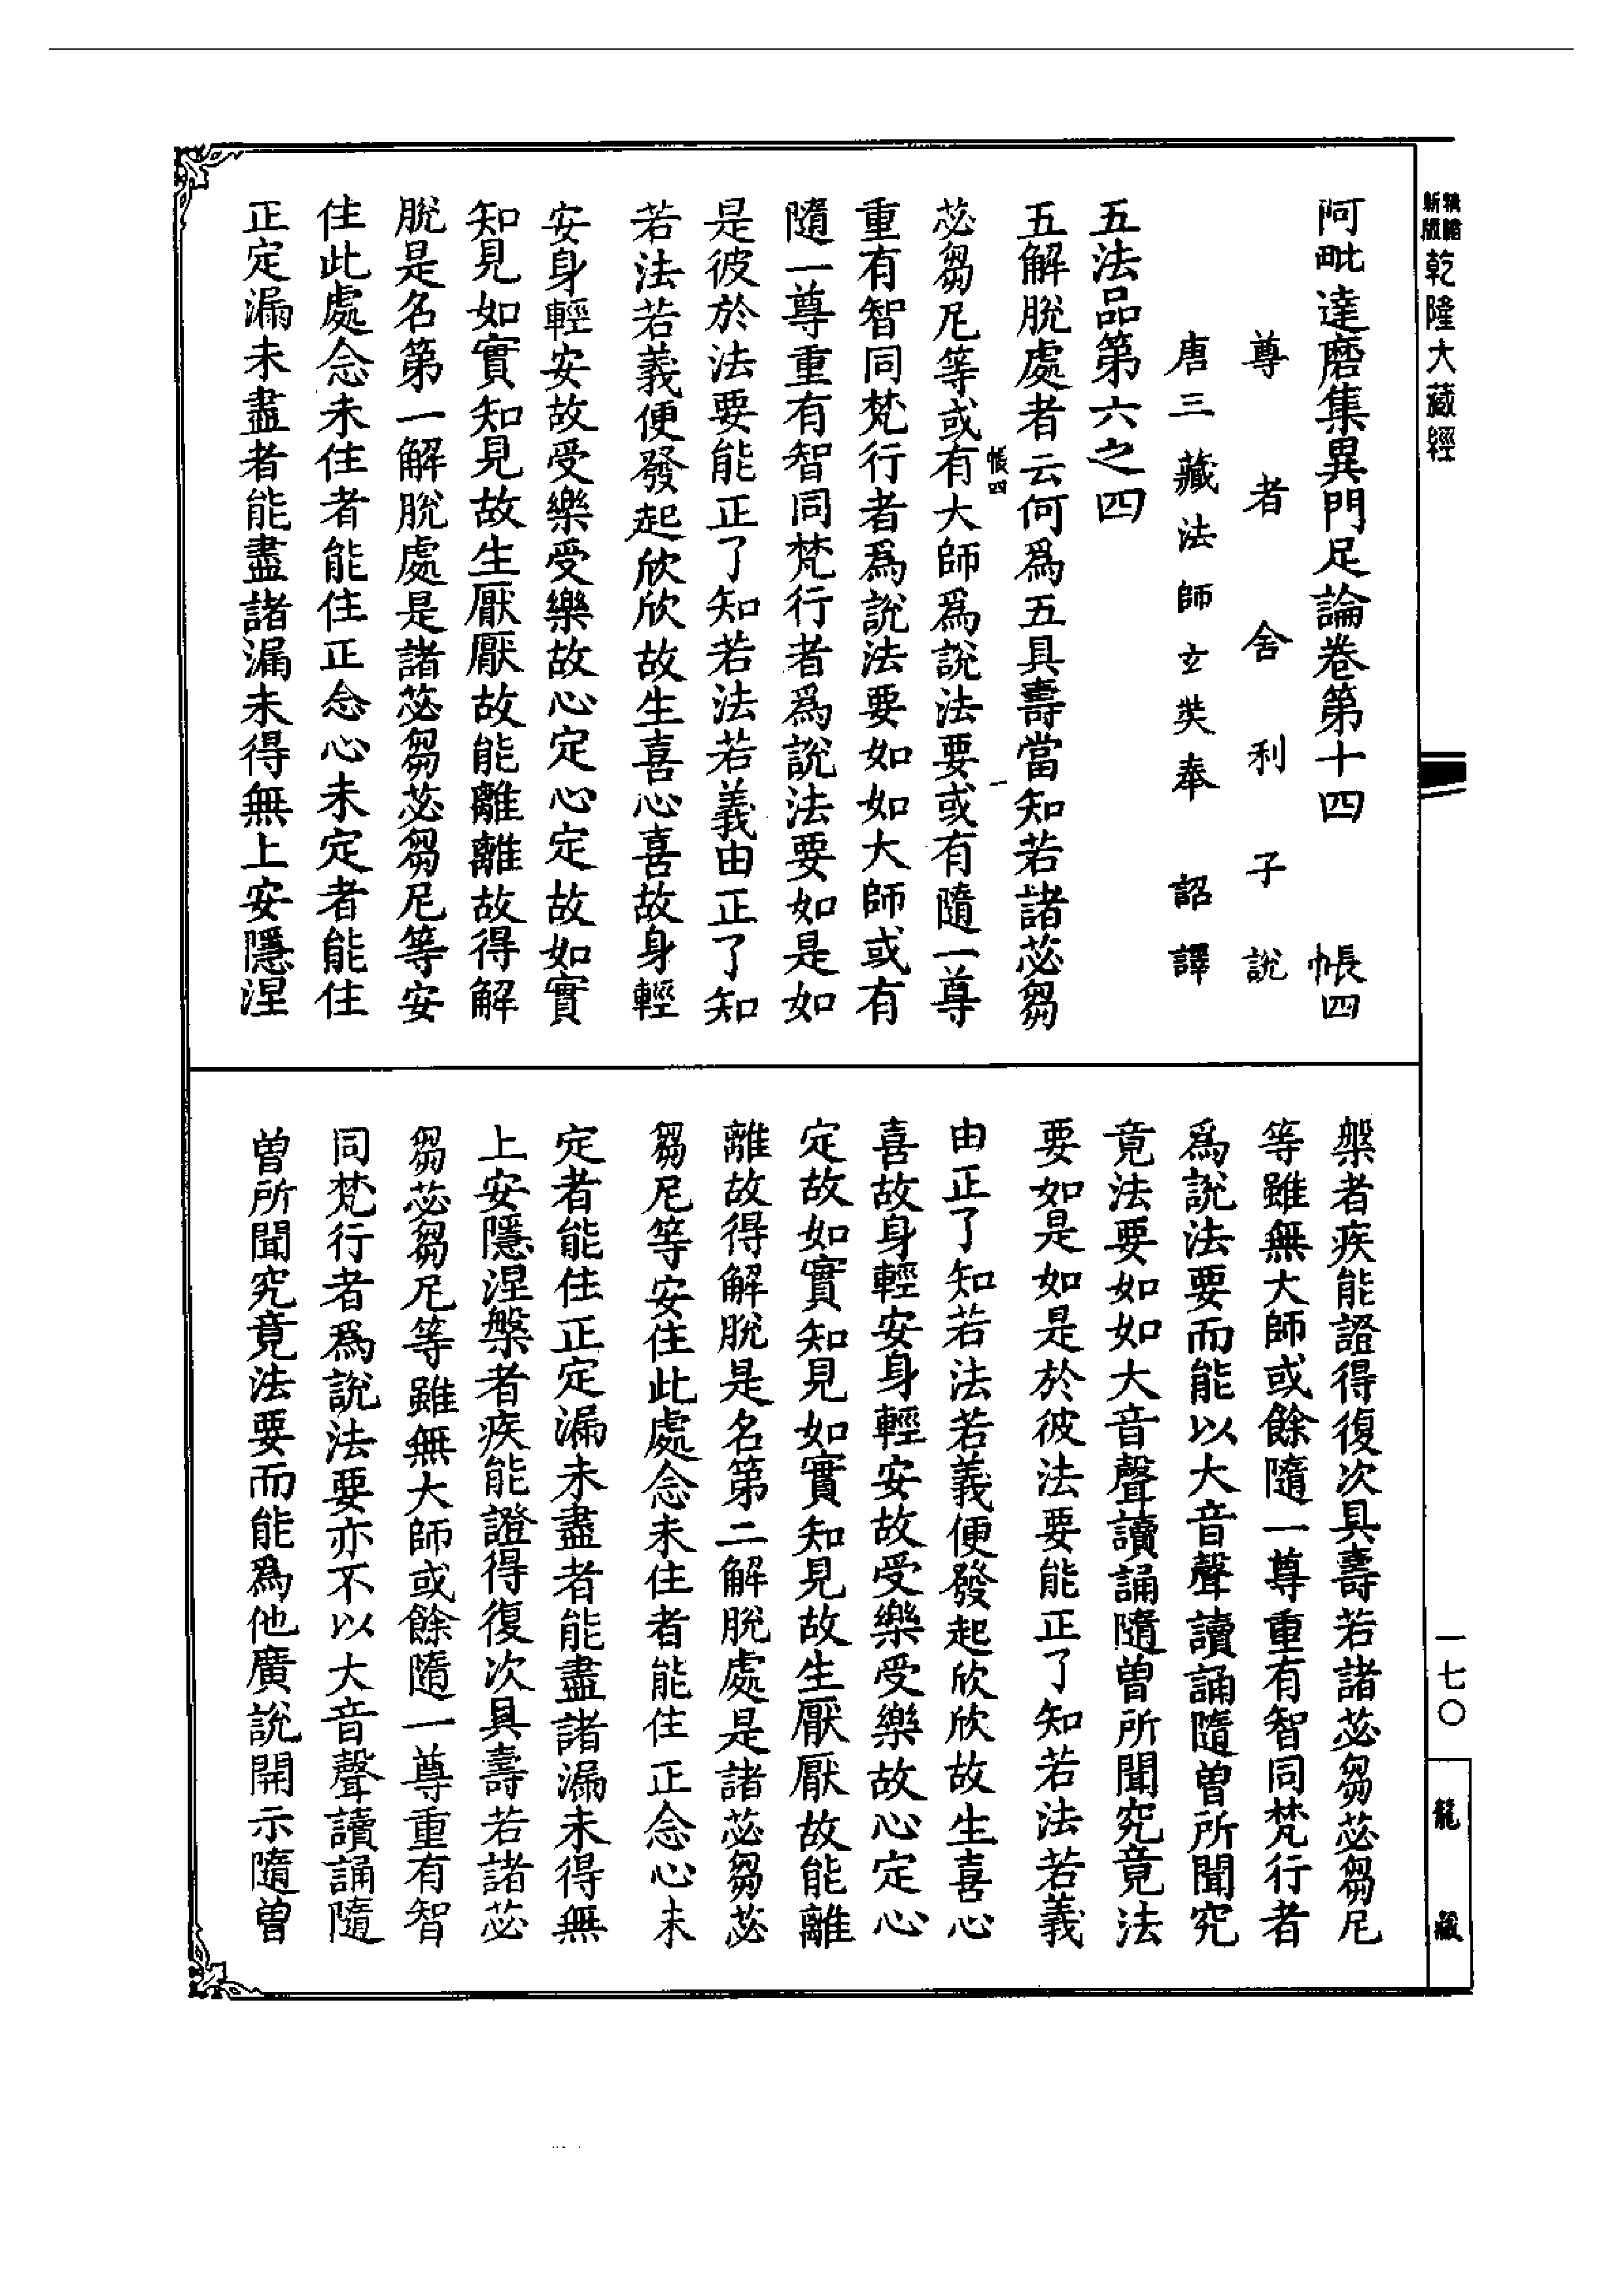 新版
乾隆大藏經
阿毗達磨集異門足論卷第十四 帳四
尊者舍利子說
唐三藏法師玄奘奉 詔譯
五法品第六之四
五解脫處者云何為五具壽當知若諸苾芻
帳四 一
苾芻尼等或有大師為說法要或有隨一尊
重有智同梵行者為說法要如如大師或有
隨一尊重有智同梵行者為說法要如是如
是彼於法要能正了知若法若義由正了知
若法若義便發起欣欣故生喜心喜故身輕
安身輕安故受樂受樂故心定心定故如實
知見如實知見故生厭厭故能離離故得解
脫是名第一解脫處是諸苾芻苾芻尼等安
住此處念未住者能住正念心未定者能住
正定漏未盡者能盡諸漏未得無上安隱涅
槃者疾能證得復次具壽若諸苾芻苾芻尼
等雖無大師或餘隨一尊重有智同梵行者
為說法要而能以大音聲讀誦隨曾所聞究
竟法要如如大音聲讀誦隨曾所聞究竟法
要如是如是於彼法要能正了知若法若義
由正了知若法若義便發起欣欣故生喜心
喜故身輕安身輕安故受樂受樂故心定心
定故如實知見如實知見故生厭厭故能離
離故得解脫是名第二解脫處是諸苾芻苾
芻尼等安住此處念未住者能住正念心未
定者能住正定漏未盡者能盡諸漏未得無
上安隱涅槃者疾能證得復次具壽若諸苾
芻苾芻尼等雖無大師或餘隨一尊重有智
同梵行者為說法要亦不以大音聲讀誦隨
曾所聞究竟法要而能為他廣說開示隨曾
一七〇
龍藏